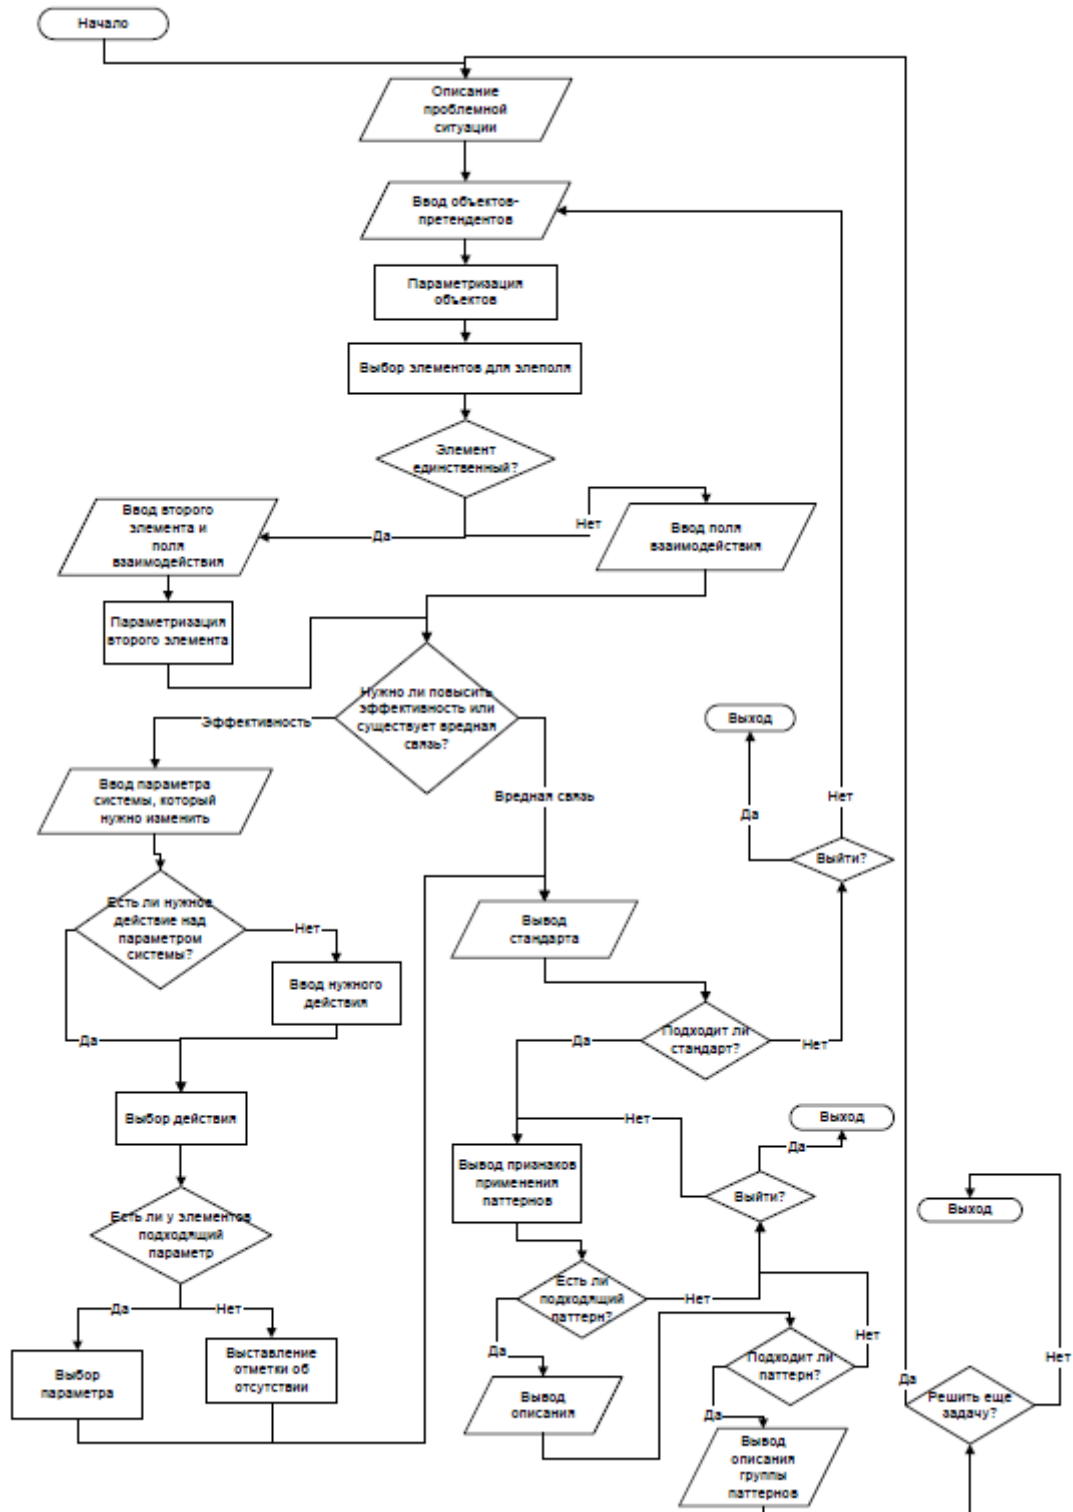 Начало
Описание
проблемной
ситуации
Ввод объектов-
претендентов
Параметризация
объектов
Выбор элементов для элеполя
Элемент
единственный?
Да
Нет
Ввод второго
элемента и
поля
взаимодействия
Ввод поля
взаимодействия
Параметризация
второго элемента
Нужно ли повысить
эффективность или
существует вредная
связь?
Эффективность
Вредная связь
Ввод параметра
системы, который
нужно изменить
Есть ли нужное
действие над
параметром
системы?
Нет
Ввод нужного
действия
Да
Выбор действия
Есть ли у элементов
подходящий
параметр
Да
Нет
Выбор
параметра
Выставление
отметки об
отсутствии
Вывод
стандарта
Подходит ли
стандарт?
Да
Нет
Выйти?
Да
Нет
Выход
Вывод признаков
применения
паттернов
Есть ли
подходящий
паттерн?
Да
Нет
Выйти?
Нет
Да
Выход
Вывод
описания
Подходит ли
паттерн?
Нет
Да
Вывод
описания
группы
паттернов
Решить еще
задачу?
Да
Нет
Выход